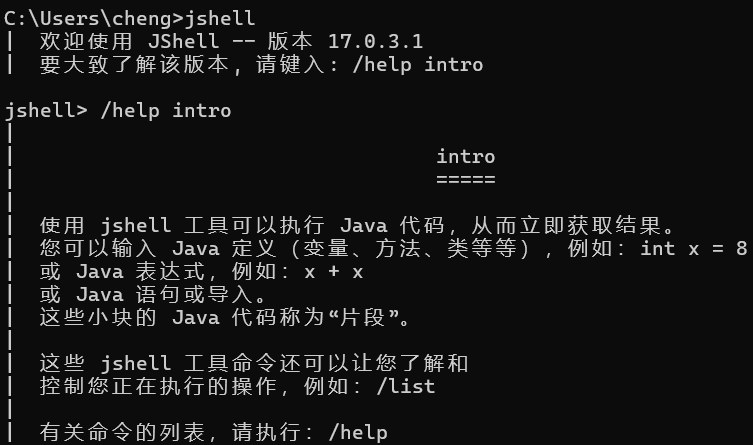 C:\Users\cheng>jshell
|  欢迎使用 JShell -- 版本 17.0.3.1
|  要大致了解该版本, 请键入: /help intro

jshell> /help intro
|
|                                   intro
|                                   =====
|
|  使用 jshell 工具可以执行 Java 代码，从而立即获取结果。
|  您可以输入 Java 定义（变量、方法、类等等），例如：int x = 8
|  或 Java 表达式，例如：x + x
|  或 Java 语句或导入。
|  这些小块的 Java 代码称为“片段”。
|
|  这些 jshell 工具命令还可以让您了解和
|  控制您正在执行的操作，例如：/list
|
|  有关命令的列表，请执行：/help